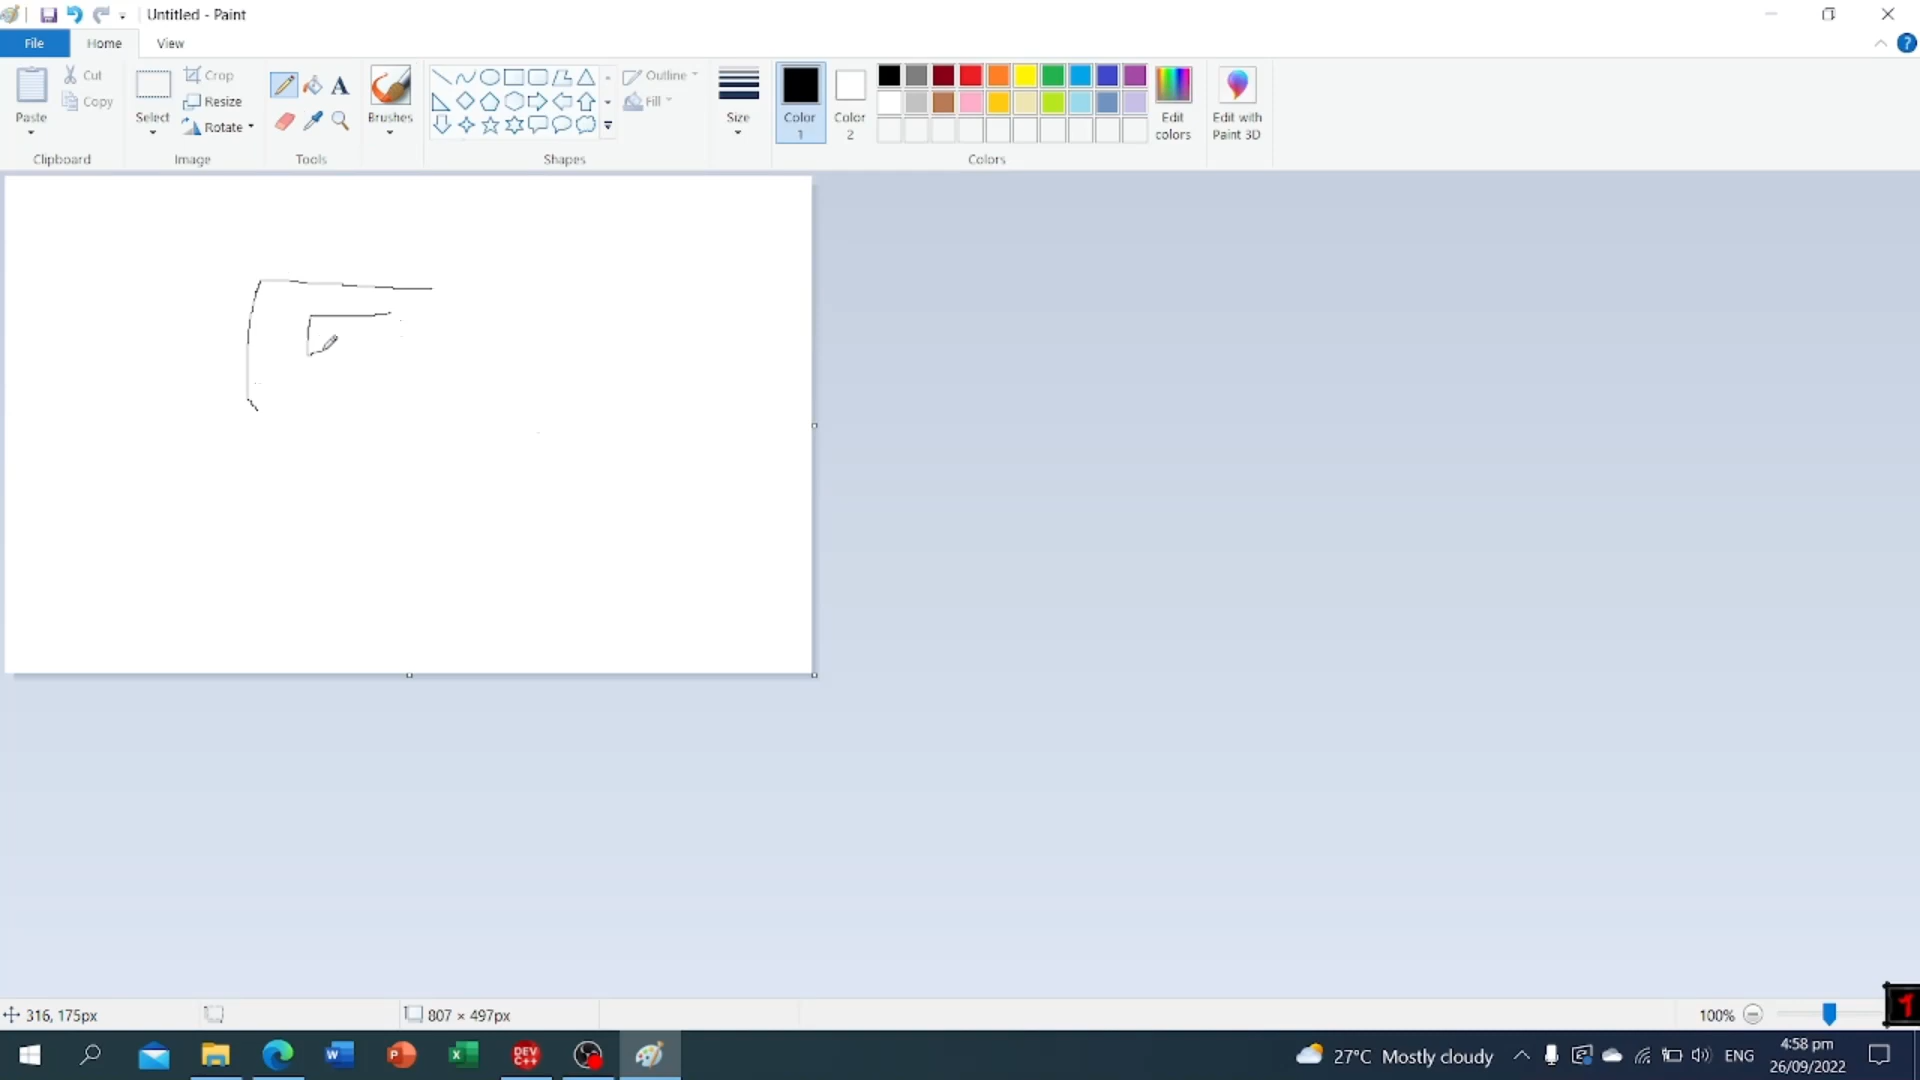 Untitled - Paint
File Home View
Paste
Cut
Copy
Clipboard
Select
Crop
Resize
Rotate
Image
A
Tools
Brushes
Shapes
Outline
Fill
Size
Color 1
Color 2
Colors
Edit colors
Edit with Paint 3D
?
316, 175px
807 × 497px
100%
1
W
P
X
DEV C++
27°C Mostly cloudy
ENG
4:58 pm
26/09/2022